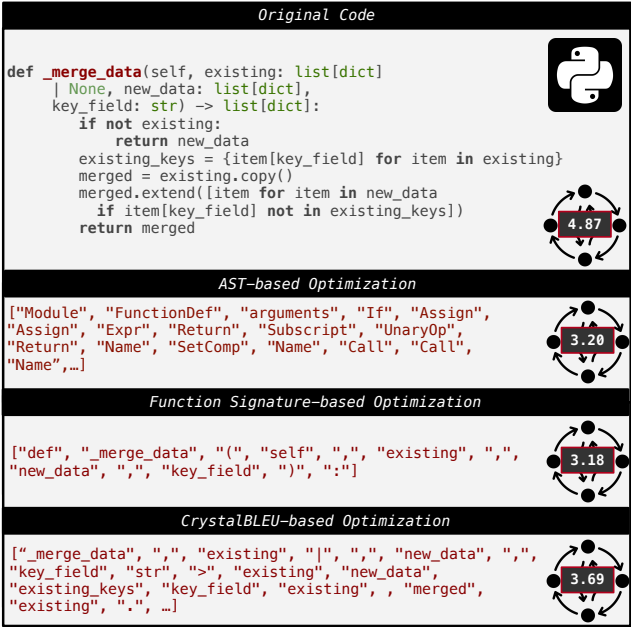 Original Code
def _merge_data(self, existing: list[dict]
| None, new_data: list[dict],
key_field: str) -> list[dict]:
if not existing:
return new_data
existing_keys = {item[key_field] for item in existing}
merged = existing.copy()
merged.extend([item for item in new_data
if item[key_field] not in existing_keys])
return merged
4.87
AST-based Optimization
["Module", "FunctionDef", "arguments", "If", "Assign",
"Assign", "Expr", "Return", "Subscript", "UnaryOp",
"Return", "Name", "SetComp", "Name", "Call", "Call",
"Name”,…]
3.20
Function Signature-based Optimization
["def", "_merge_data", "(", "self", ",", "existing", ",",
"new_data", ",", "key_field", ")", ":"]
3.18
CrystalBLEU-based Optimization
[“_merge_data", ",", "existing", "|", ",", "new_data", ",",
"key_field", "str", ">", "existing", "new_data",
"existing_keys", "key_field", "existing", , "merged",
"existing", ".", …]
3.69